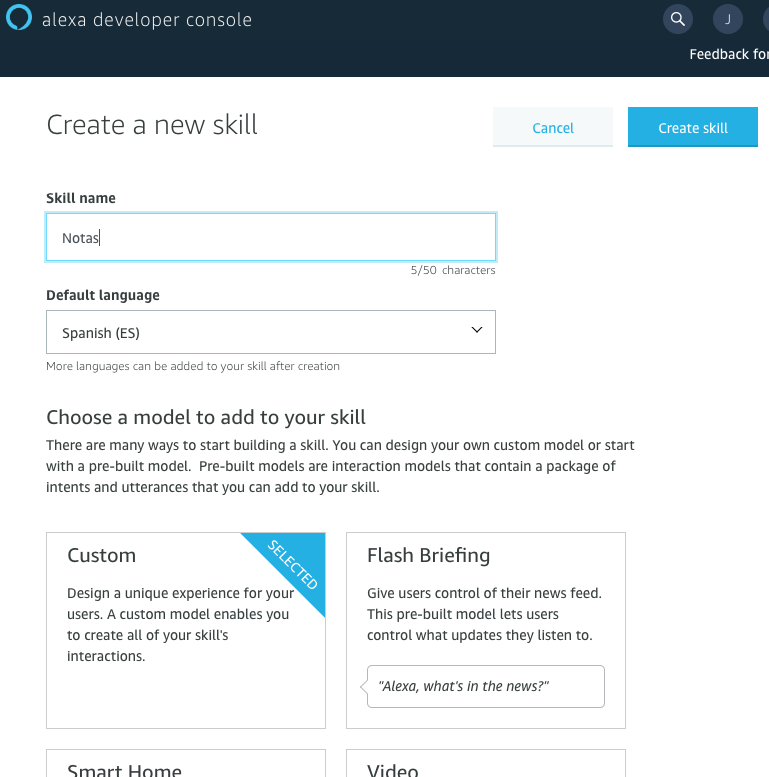 alexa developer console
J
Feedback for
Create a new skill
Cancel
Create skill
Skill name
Notas
5/50 characters
Default language
Spanish (ES)
More languages can be added to your skill after creation
Choose a model to add to your skill
There are many ways to start building a skill. You can design your own custom model or start
with a pre-built model. Pre-built models are interaction models that contain a package of
intents and utterances that you can add to your skill.
Custom
SELECTED
Design a unique experience for your
users. A custom model enables you
to create all of your skill's
interactions.
Flash Briefing
Give users control of their news feed.
This pre-built model lets users
control what updates they listen to.
"Alexa, what's in the news?"
Smart Home
Video